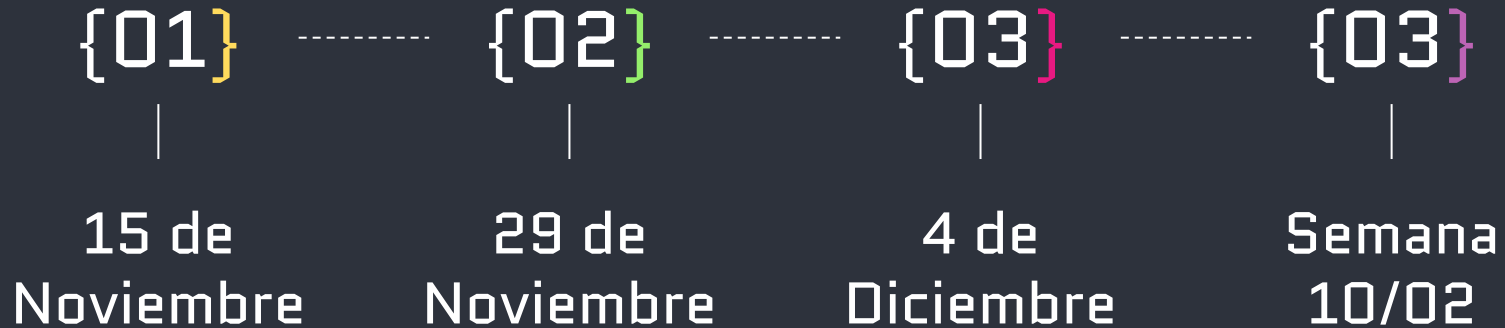 {01} {02} {03} {03}
15 de Noviembre
29 de Noviembre
4 de Diciembre
Semana 10/02